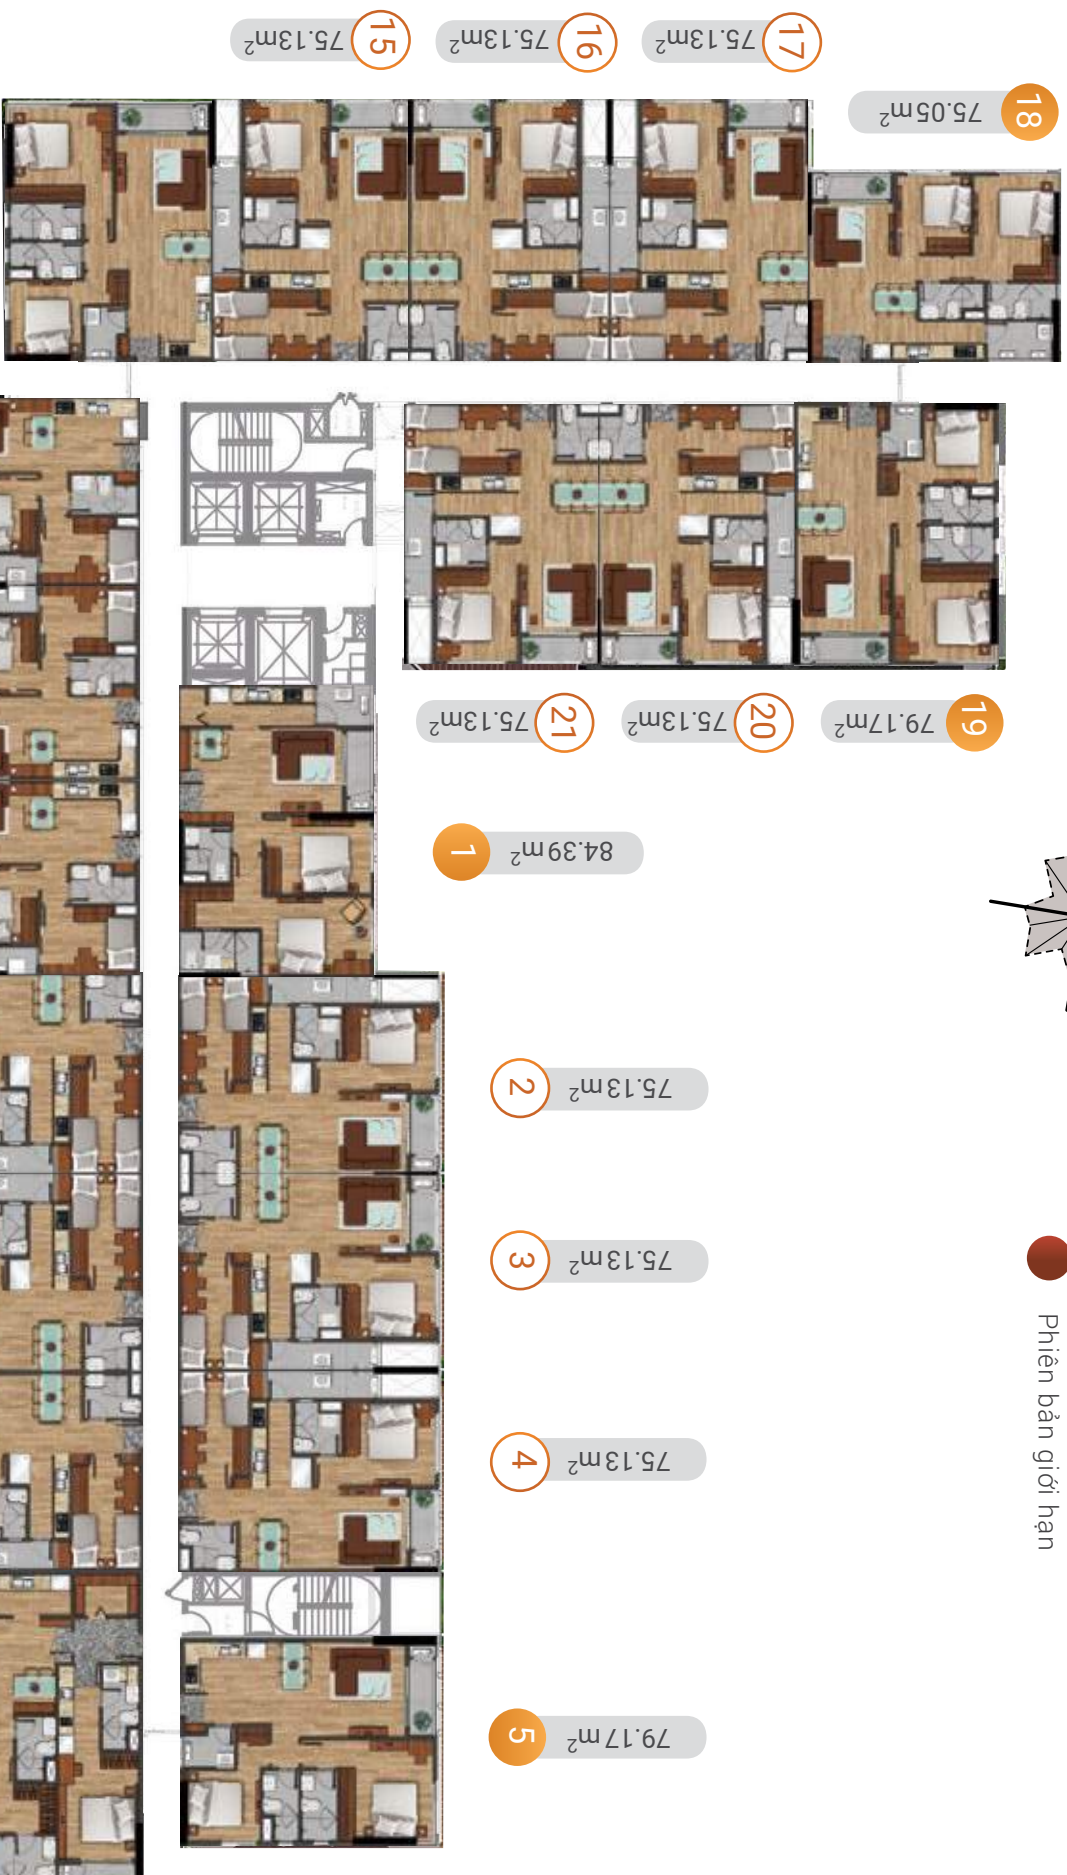 15 75.13m²
16 75.13m²
17 75.13m²
18 75.05m²
21 75.13m²
20 75.13m²
19 79.17m²
1 84.39m²
2 75.13m²
3 75.13m²
4 75.13m²
5 79.17m²
Phiên bản giới hạn